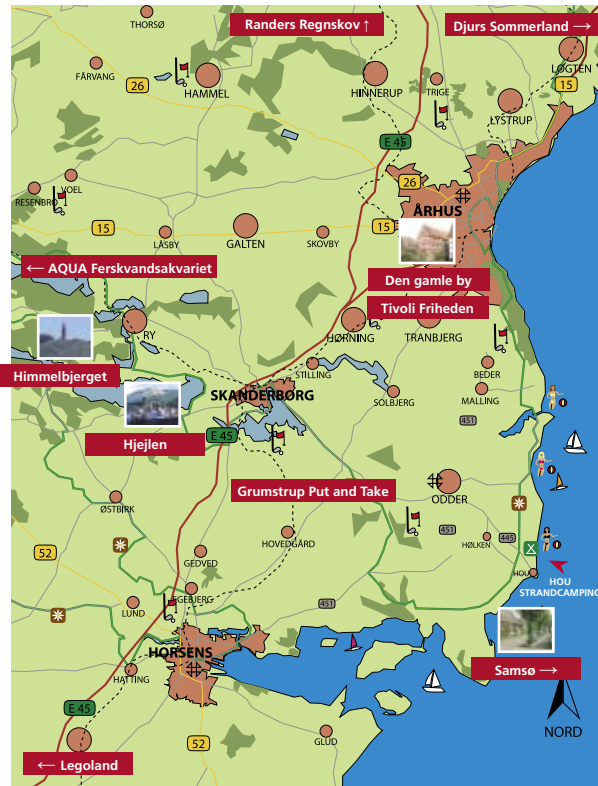 THORSØ
Randers Regnskov ↑
Djurs Sommerland →
LØGTEN
FÅRVANG
26
HAMMEL
HINNERUP
TRIGE
15
LYSTRUP
E 45
VOEL
RESENBRO
26
ÅRHUS
15
LÅSBY
GALTEN
SKOVBY
15
← AQUA Ferskvandsakvariet
Den gamle by
Tivoli Friheden
RY
HØRNING
TRANBJERG
Himmelbjerget
STILLING
BEDER
SKANDERBORG
SOLBJERG
MALLING
451
Hjejlen
E 45
Grumstrup Put and Take
ODDER
ØSTBIRK
HOVEDGÅRD
451
445
HØLKEN
52
GEDVED
HOU
HOU
STRANDCAMPING
EGEBJERG
LUND
451
HORSENS
HATTING
Samsø →
E 45
52
GLUD
NORD
← Legoland